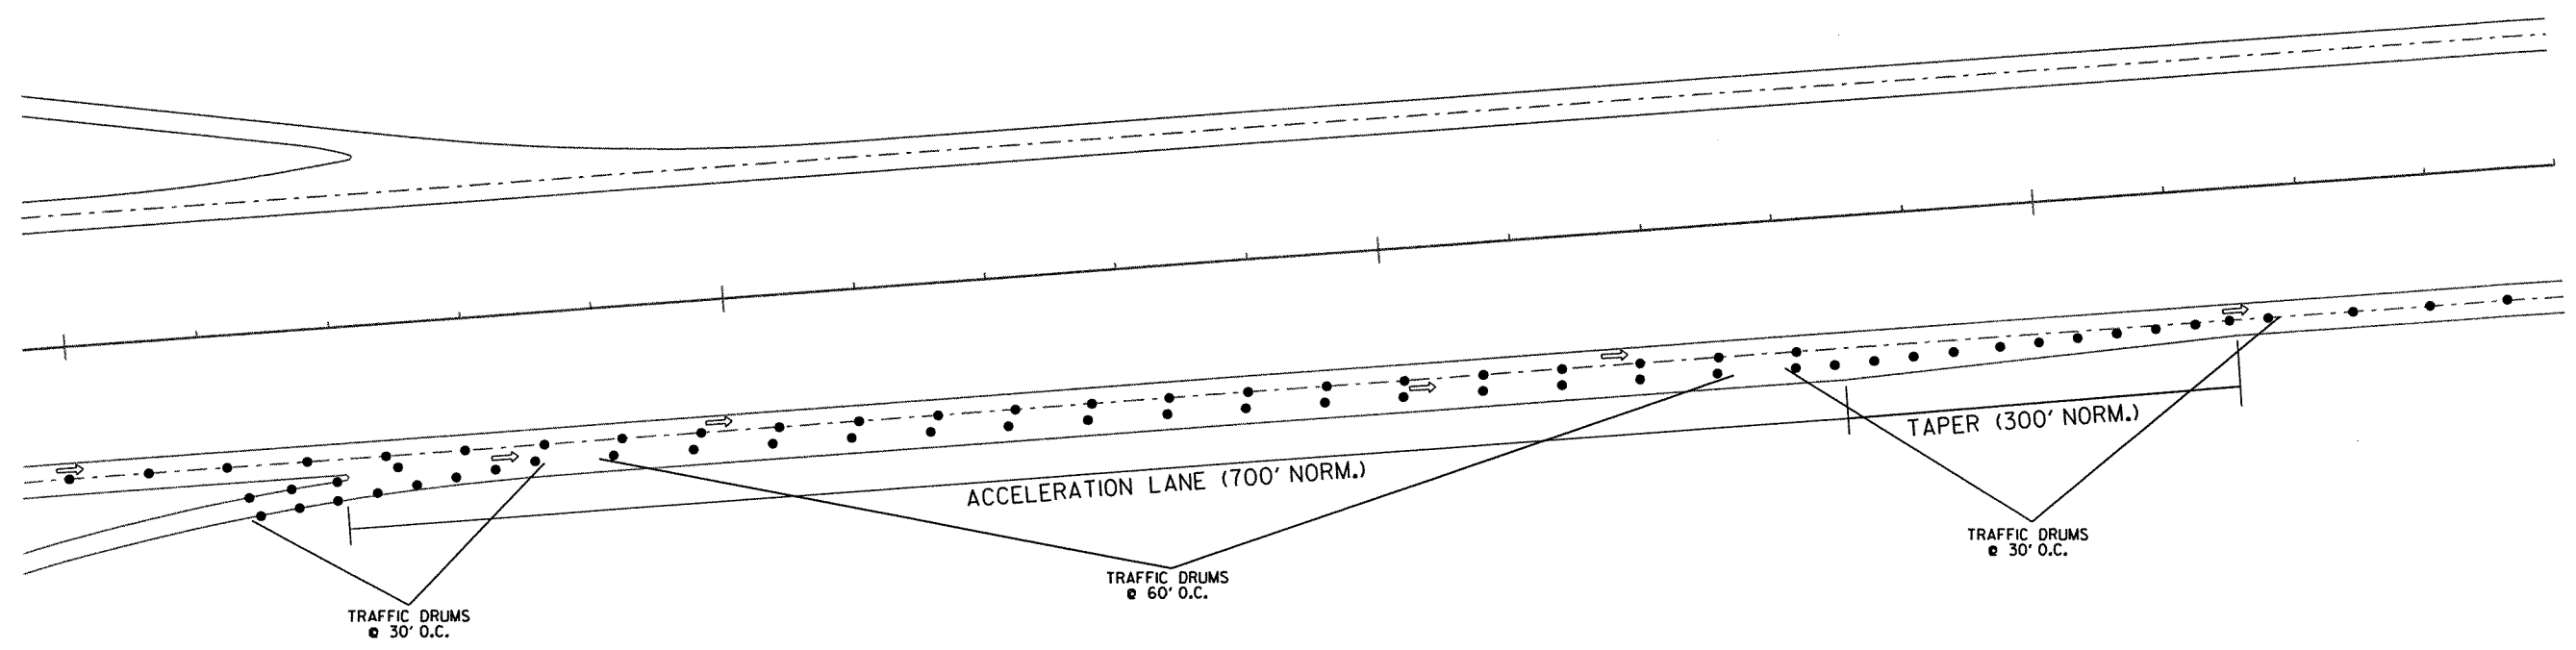 TAPER (300' NORM.)
ACCELERATION LANE (700' NORM.)
TRAFFIC DRUMS
@ 30' O.C.
TRAFFIC DRUMS
@ 60' O.C.
TRAFFIC DRUMS
@ 30' O.C.